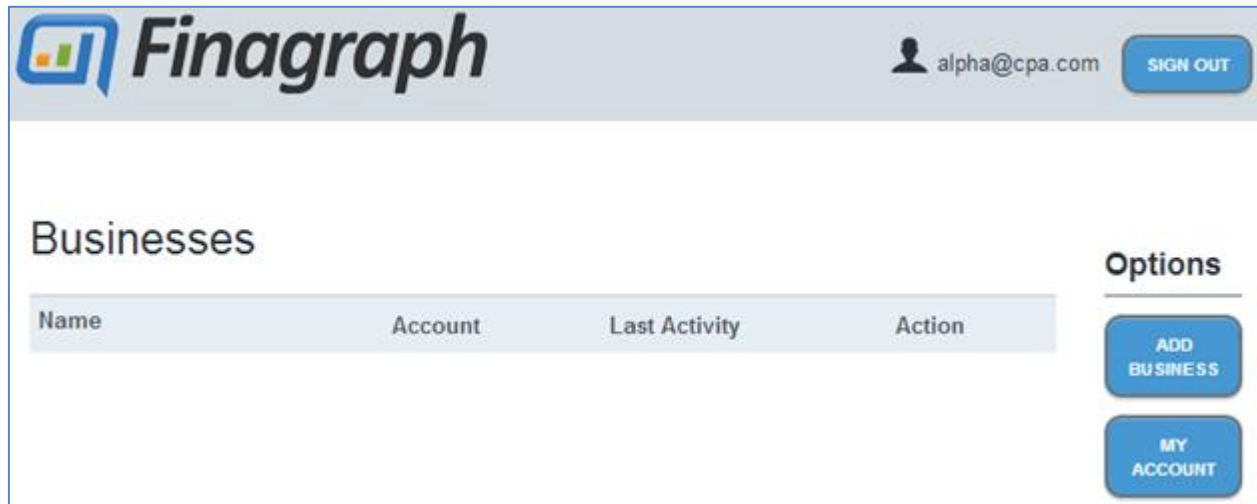 Finagraph
alpha@cpa.com
SIGN OUT
Businesses
Options
Name Account Last Activity Action
ADD
BUSINESS
MY
ACCOUNT